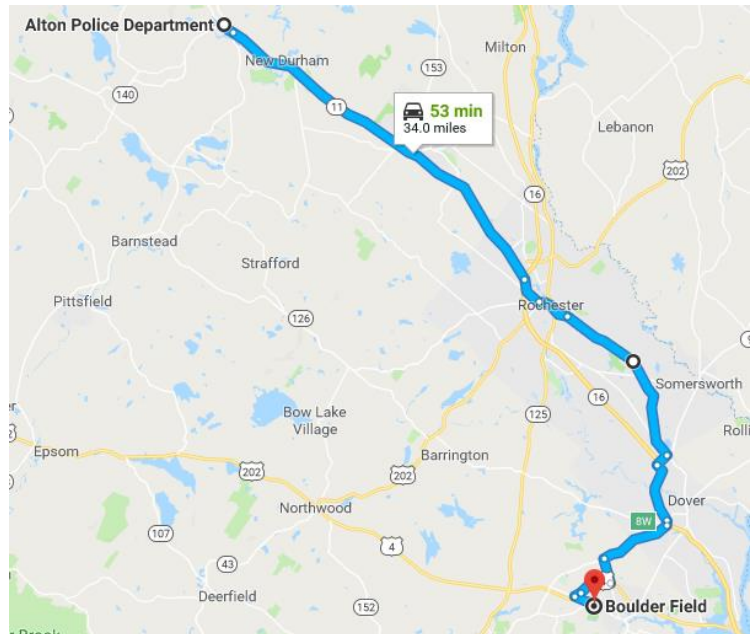 Alton Police Department
Milton
New Durham
153
140
11
53 min
34.0 miles
Lebanon
202
16
Barnstead
Strafford
Pittsfield
Rochester
126
Somersworth
16
125
Bow Lake
Village
Barrington
Epsom
202
202
Dover
Northwood
8W
107
4
43
Deerfield
152
Boulder Field